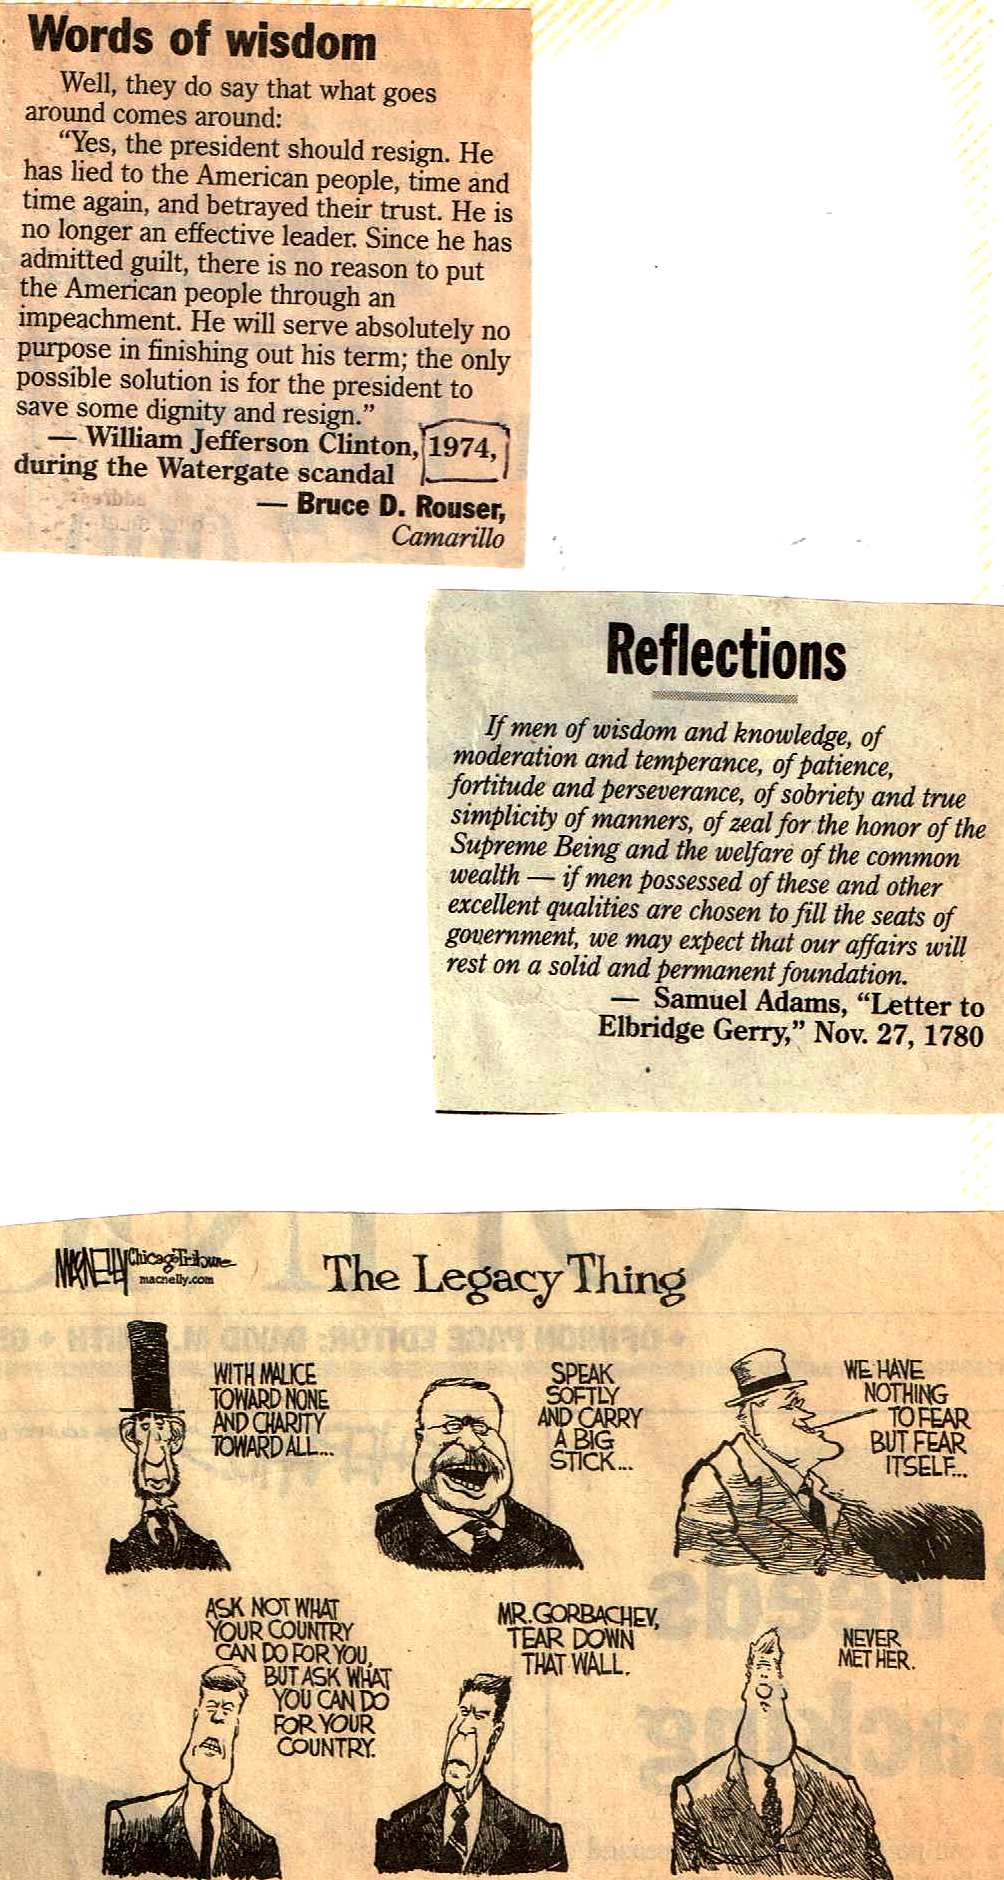 Words of wisdom
Well, they do say that what goes
around comes around:
“Yes, the president should resign. He
has lied to the American people, time and
time again, and betrayed their trust. He is
no longer an effective leader. Since he has
admitted guilt, there is no reason to put
the American people through an
impeachment. He will serve absolutely no
purpose in finishing out his term; the only
possible solution is for the president to
save some dignity and resign.”
— William Jefferson Clinton, 1974,
during the Watergate scandal
— Bruce D. Rouser,
Camarillo
Reflections
If men of wisdom and knowledge, of
moderation and temperance, of patience,
fortitude and perseverance, of sobriety and true
simplicity of manners, of zeal for the honor of the
Supreme Being and the welfare of the common
wealth — if men possessed of these and other
excellent qualities are chosen to fill the seats of
government, we may expect that our affairs will
rest on a solid and permanent foundation.
— Samuel Adams, “Letter to
Elbridge Gerry,” Nov. 27, 1780
MACNELLY Chicago Tribune
macnelly.com
The Legacy Thing
WITH MALICE
TOWARD NONE
AND CHARITY
TOWARD ALL...
SPEAK
SOFTLY
AND CARRY
A BIG
STICK...
WE HAVE
NOTHING
TO FEAR
BUT FEAR
ITSELF...
ASK NOT WHAT
YOUR COUNTRY
CAN DO FOR YOU,
BUT ASK WHAT
YOU CAN DO
FOR YOUR
COUNTRY.
MR. GORBACHEV,
TEAR DOWN
THAT WALL.
NEVER
MET HER.